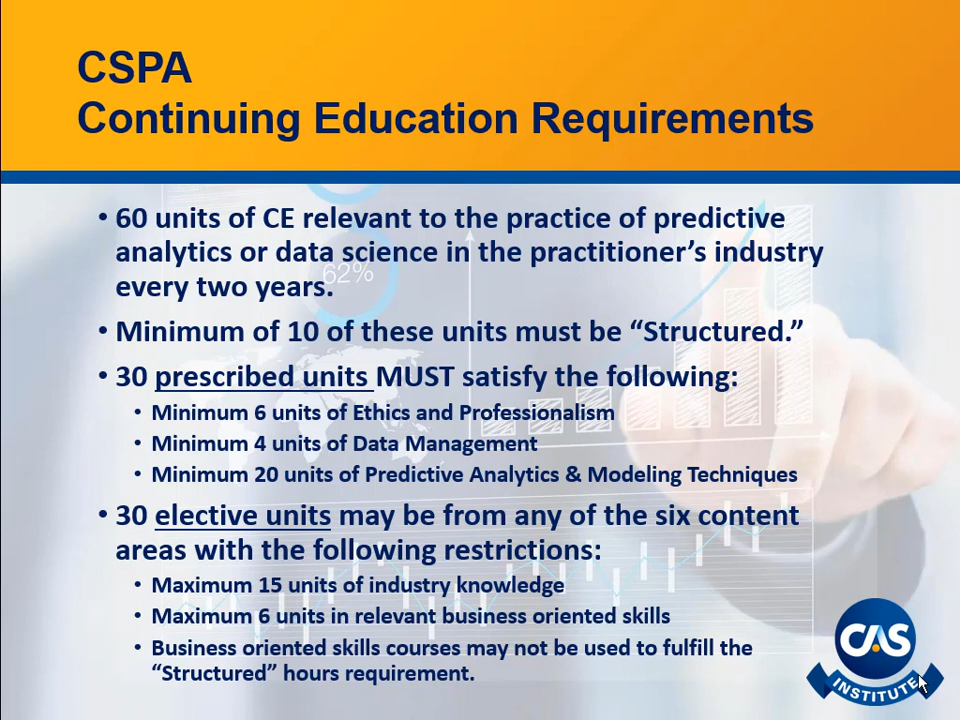 CSPA
Continuing Education Requirements
62%
• 60 units of CE relevant to the practice of predictive
analytics or data science in the practitioner’s industry
every two years.
• Minimum of 10 of these units must be “Structured.”
• 30 prescribed units MUST satisfy the following:
• Minimum 6 units of Ethics and Professionalism
• Minimum 4 units of Data Management
• Minimum 20 units of Predictive Analytics & Modeling Techniques
• 30 elective units may be from any of the six content
areas with the following restrictions:
• Maximum 15 units of industry knowledge
• Maximum 6 units in relevant business oriented skills
• Business oriented skills courses may not be used to fulfill the
“Structured” hours requirement.
CAS
INSTITUTE